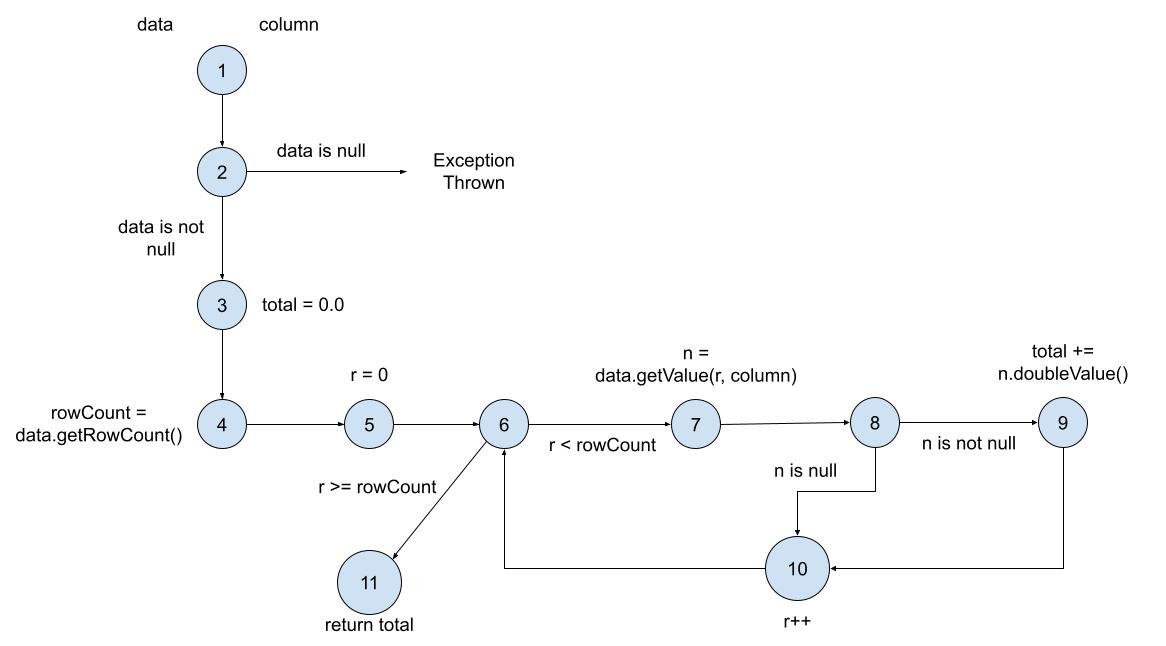 data
column
1
2
data is null
Exception
Thrown
data is not
null
3
total = 0.0
rowCount =
data.getRowCount()
4
r = 0
5
6
r < rowCount
n =
data.getValue(r, column)
7
8
n is not null
total +=
n.doubleValue()
9
n is null
10
r++
r >= rowCount
11
return total